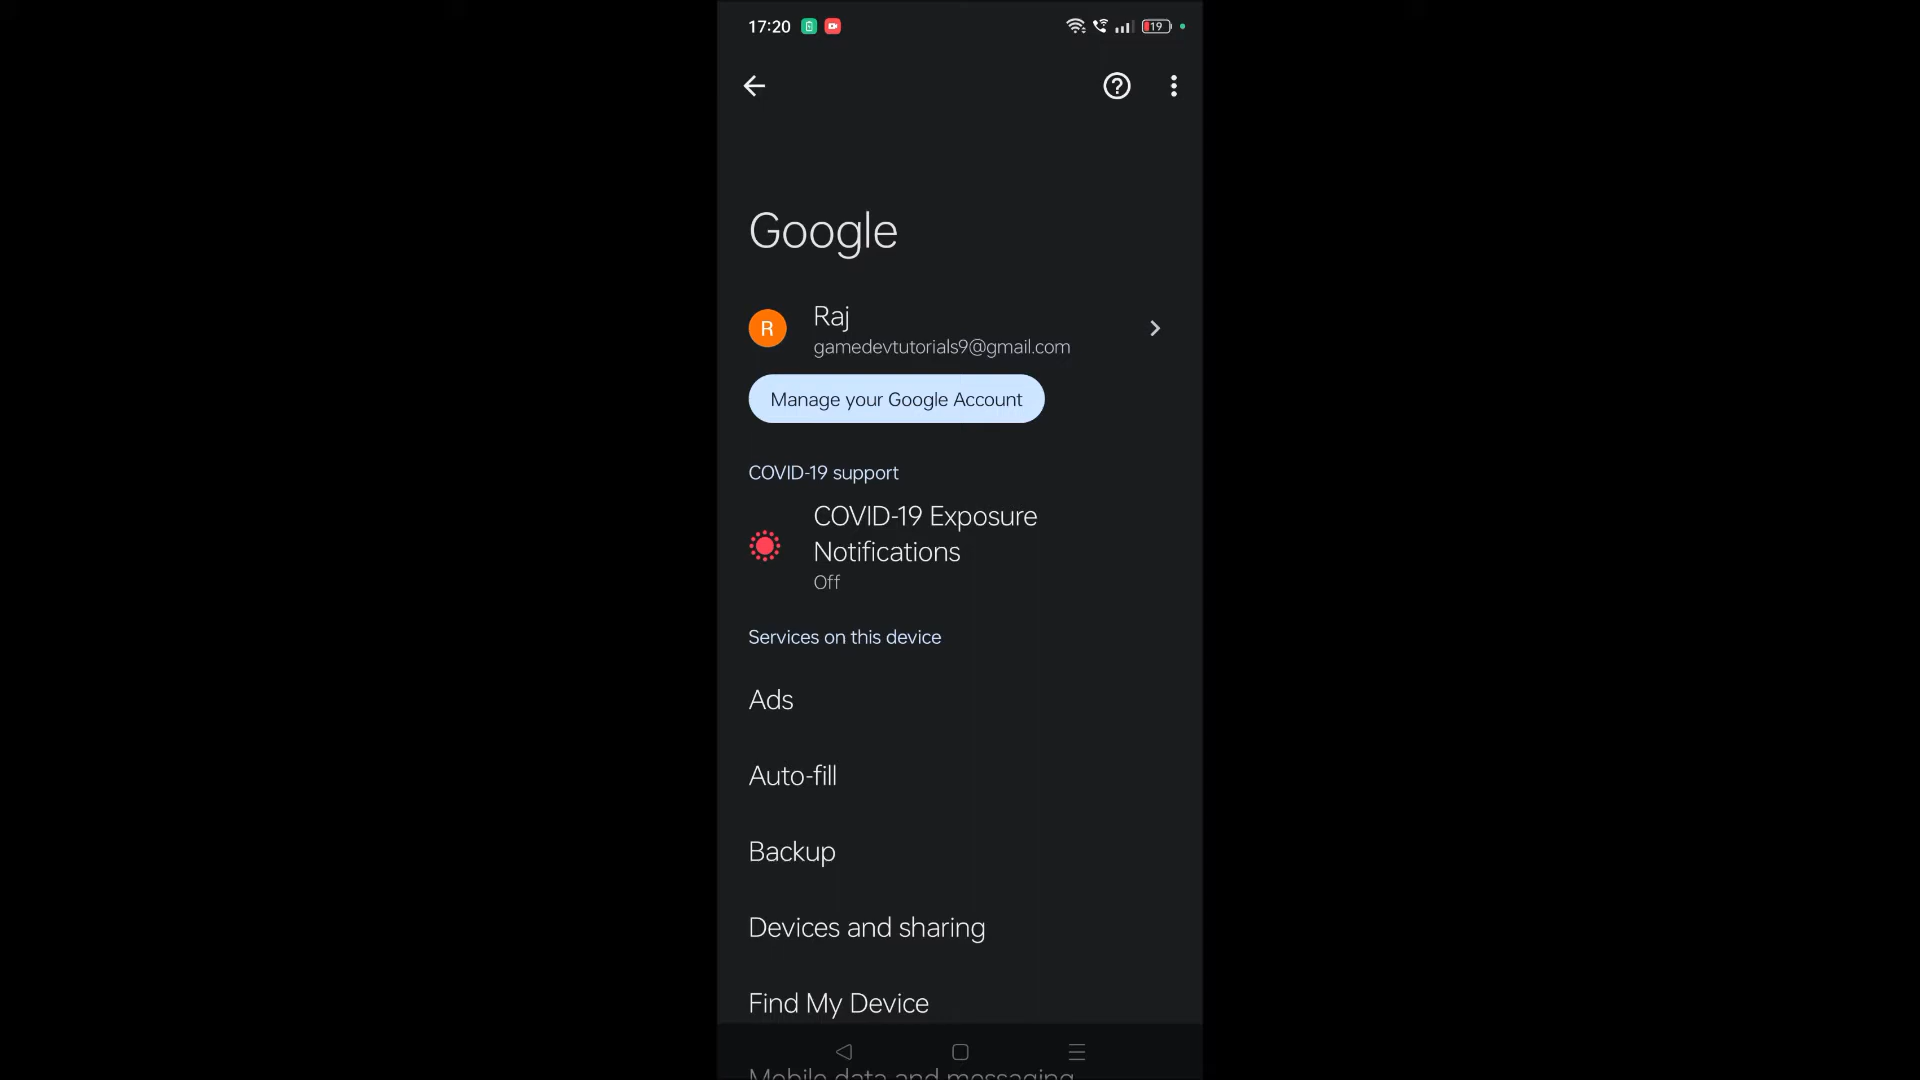 17:20
19
Google
R
Raj
gamedevtutorials9@gmail.com
Manage your Google Account
COVID-19 support
COVID-19 Exposure
Notifications
Off
Services on this device
Ads
Auto-fill
Backup
Devices and sharing
Find My Device
Mobile data and messaging